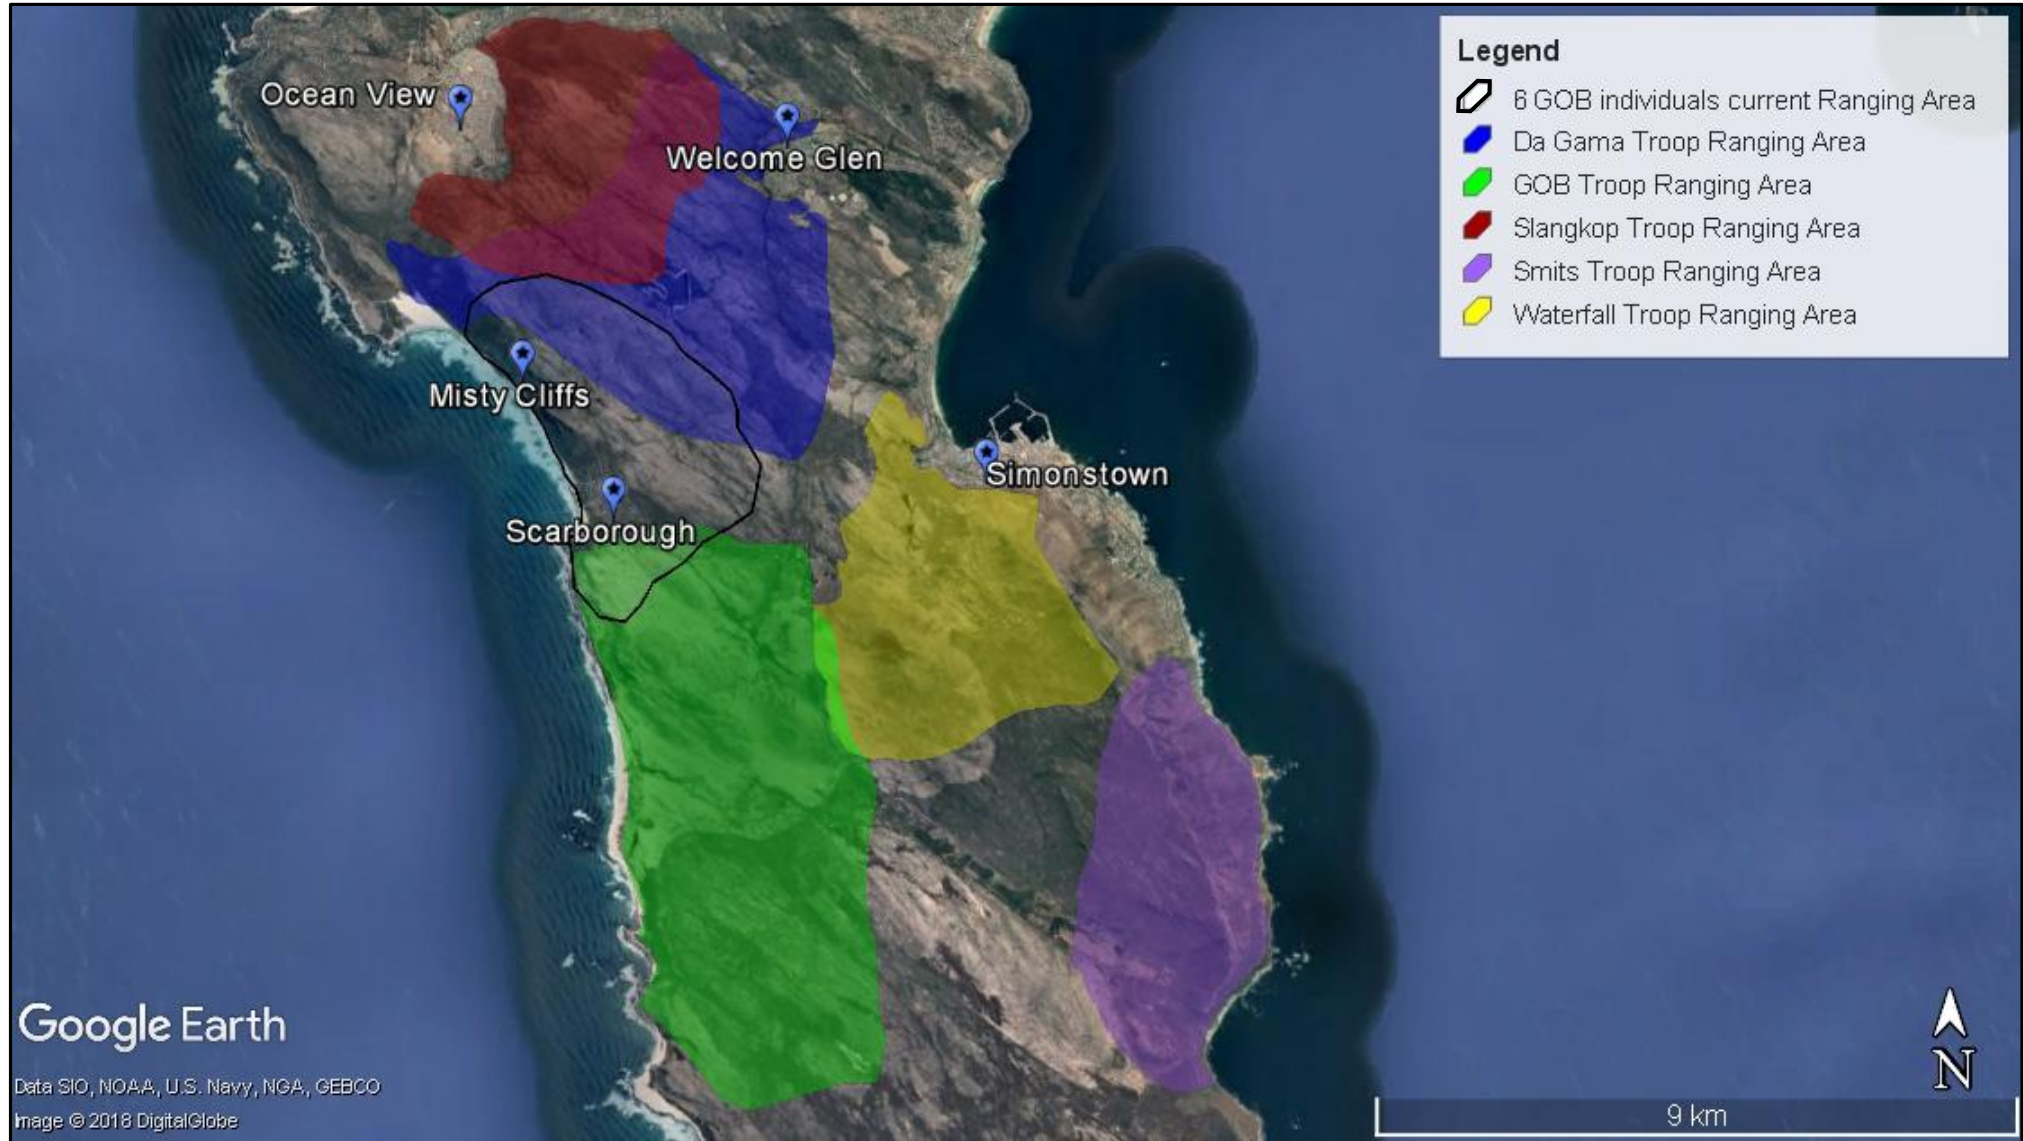 Legend
6 GOB individuals current Ranging Area
Da Gama Troop Ranging Area
GOB Troop Ranging Area
Slangkop Troop Ranging Area
Smits Troop Ranging Area
Waterfall Troop Ranging Area
Ocean View
Welcome Glen
Misty Cliffs
Simonstown
Scarborough
Google Earth
Data SIO, NOAA, U.S. Navy, NGA, GEBCO
Image © 2018 DigitalGlobe
N
9 km